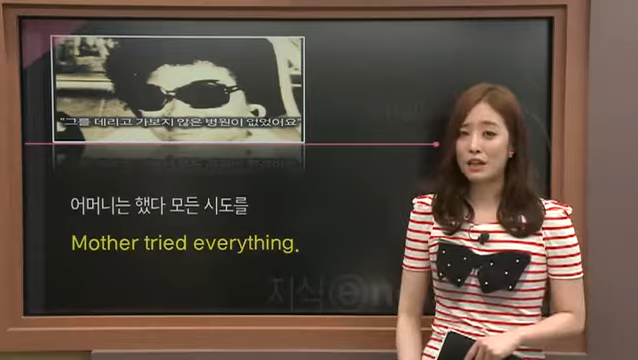 "그를 데리고 가보지 않은 병원이 없었어요"
어머니는 했다 모든 시도를
Mother tried everything.
지식ⓔ